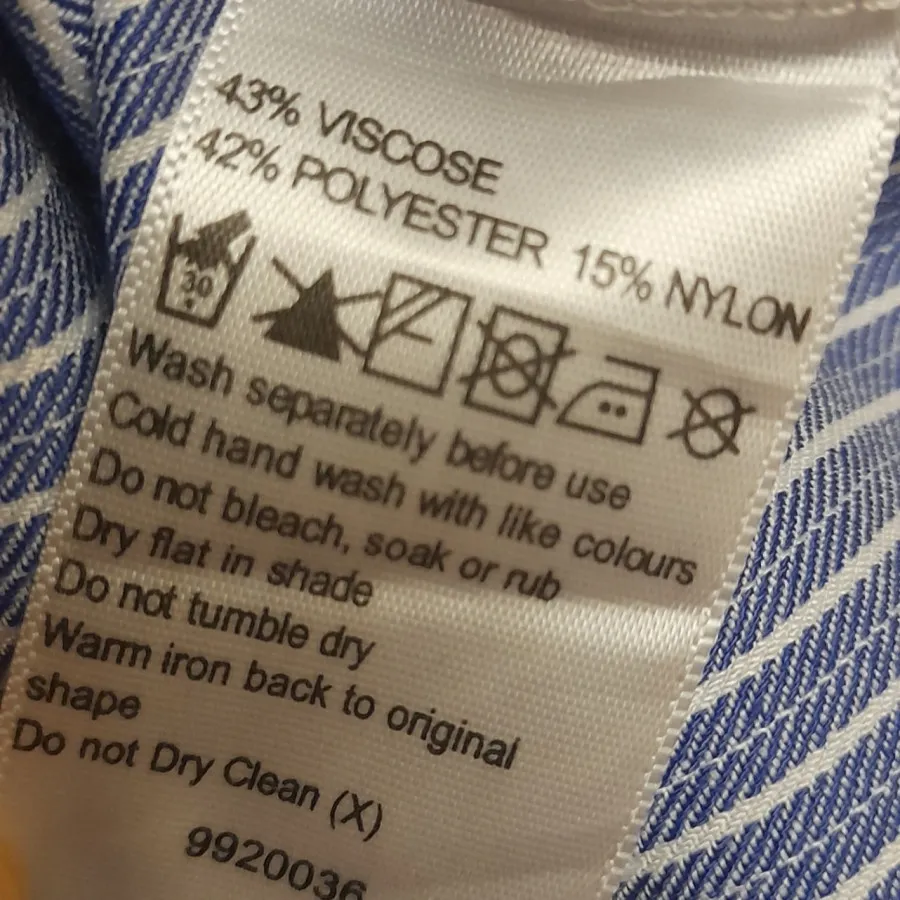 43% VISCOSE
42% POLYESTER 15% NYLON
30
Wash separately before use
Cold hand wash with like colours
Do not bleach, soak or rub
Dry flat in shade
Do not tumble dry
Warm iron back to original
shape
Do not Dry Clean (X)
9920036